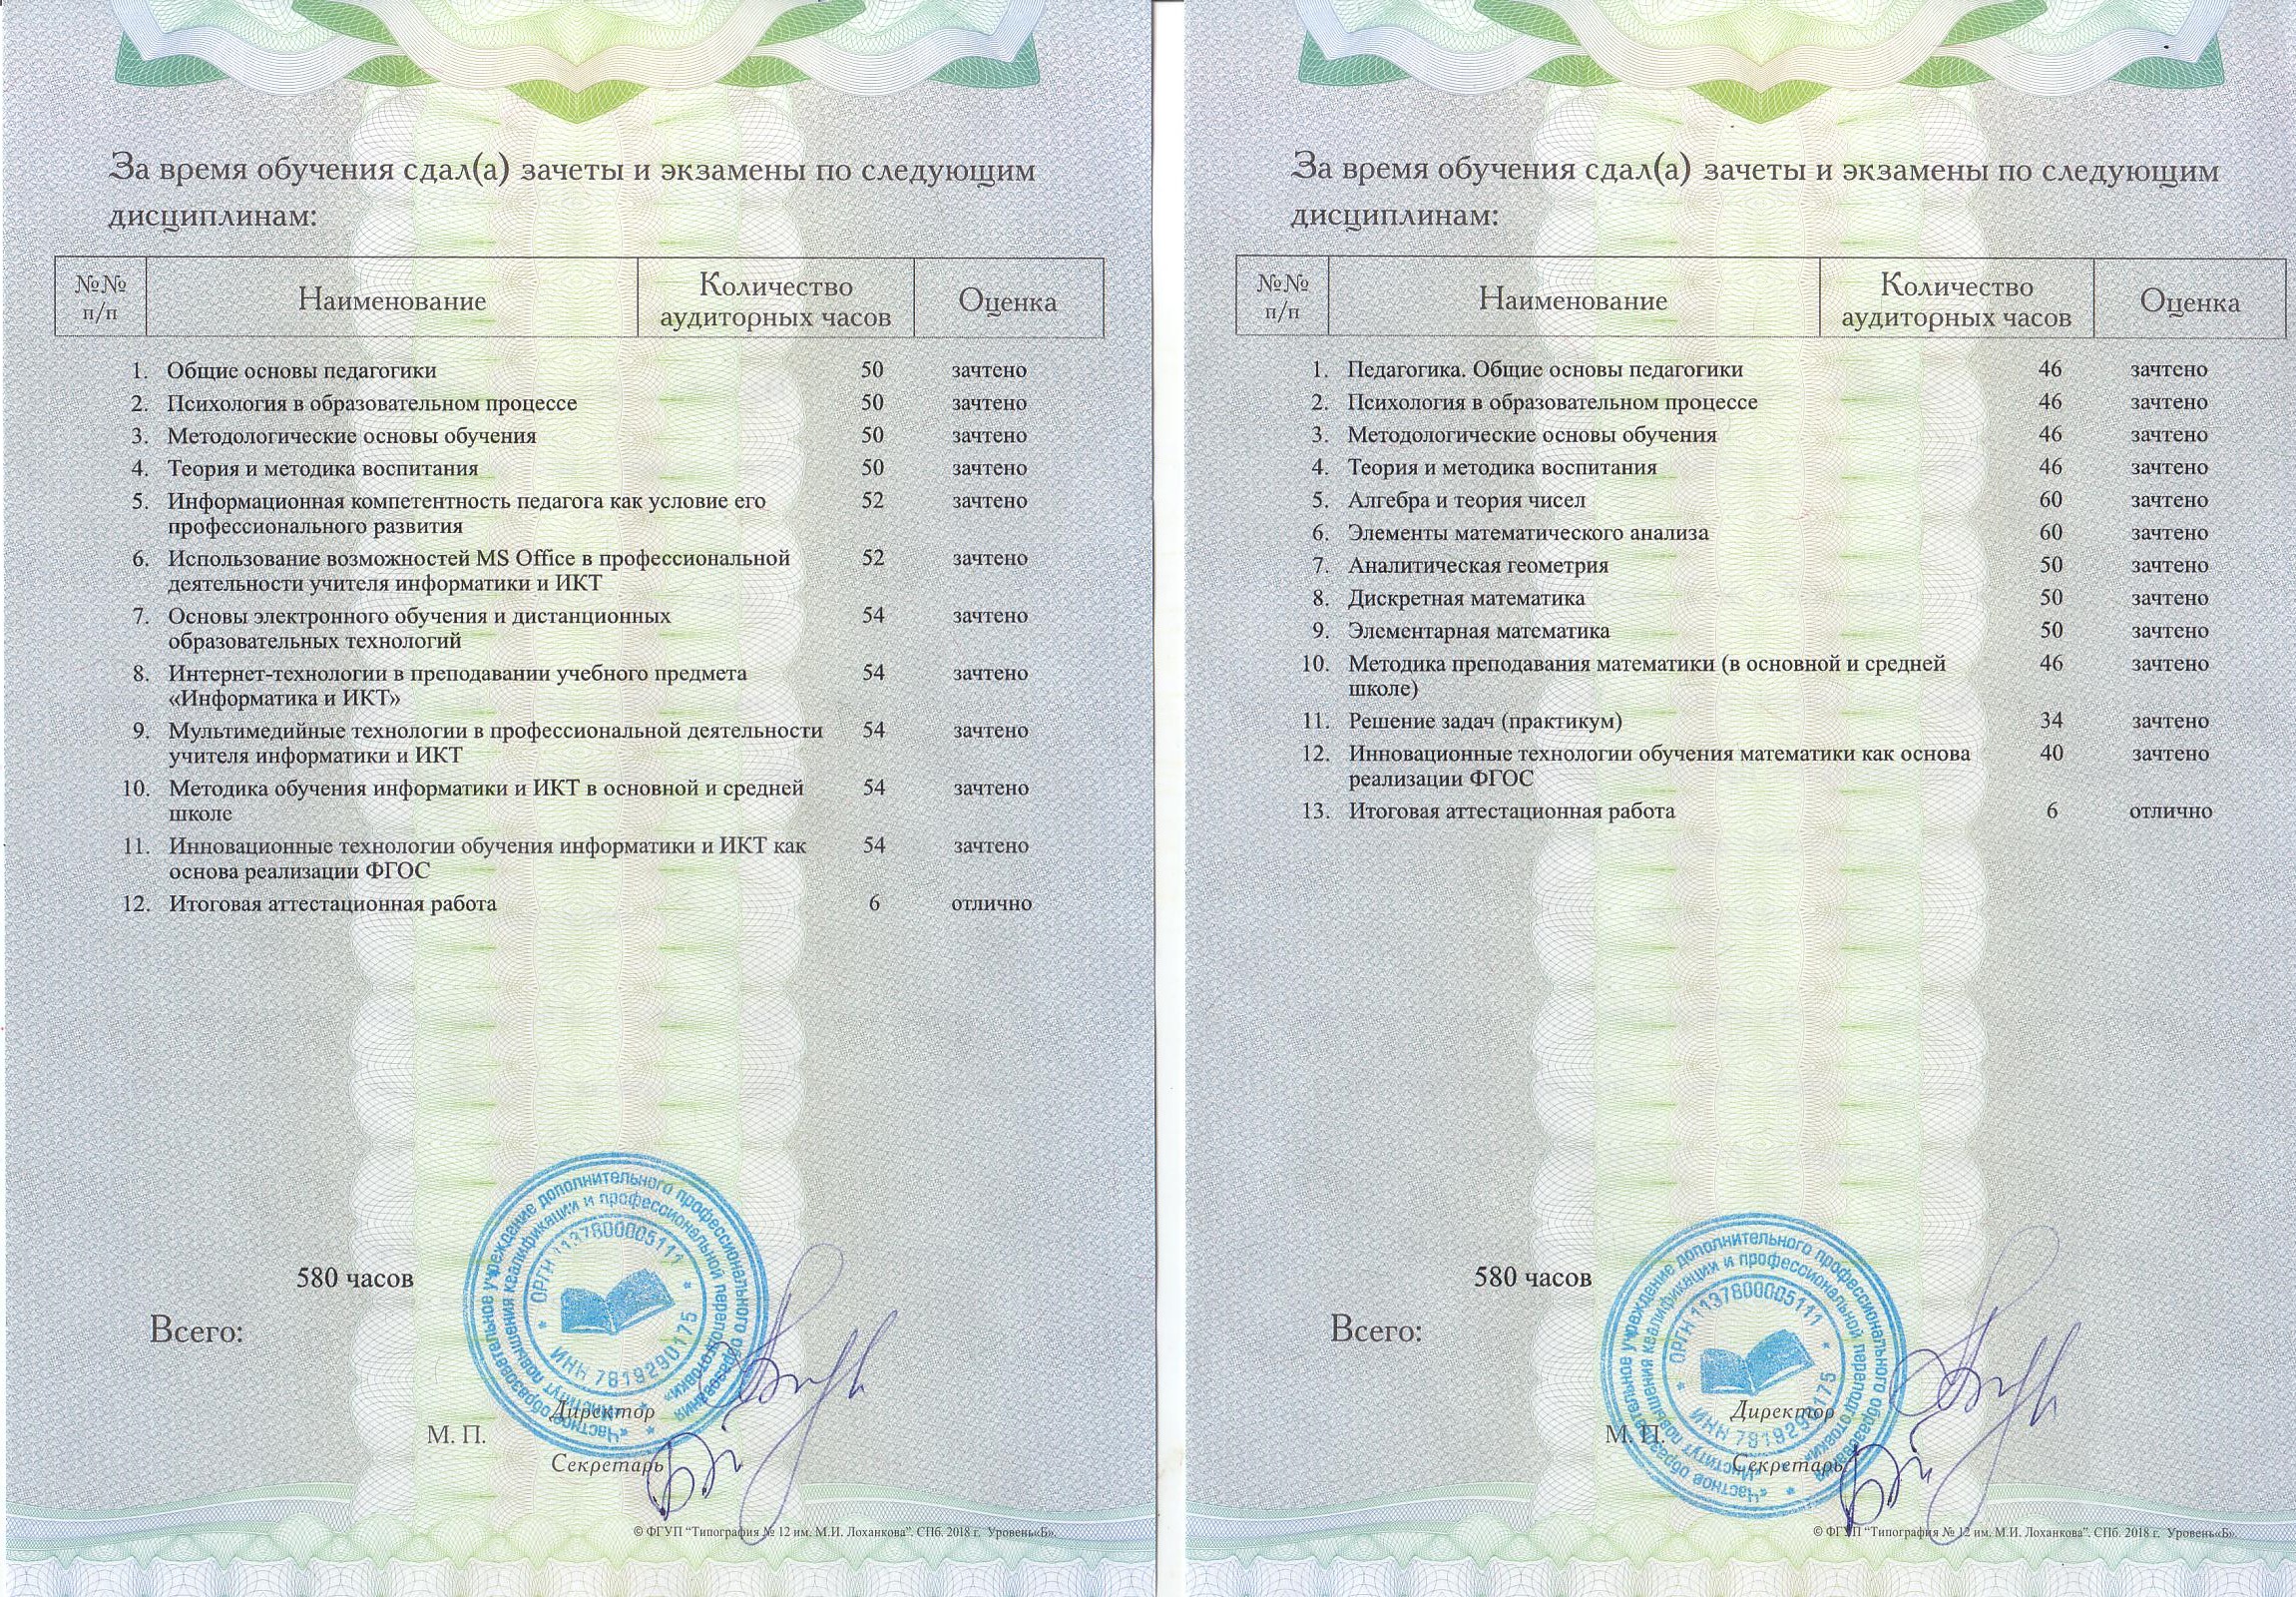 За время обучения сдал(а) зачеты и экзамены по следующим
дисциплинам:
№№ п/п Наименование Количество аудиторных часов Оценка
1. Общие основы педагогики 50 зачтено
2. Психология в образовательном процессе 50 зачтено
3. Методологические основы обучения 50 зачтено
4. Теория и методика воспитания 50 зачтено
5. Информационная компетентность педагога как условие его 52 зачтено
профессионального развития
6. Использование возможностей MS Office в профессиональной 52 зачтено
деятельности учителя информатики и ИКТ
7. Основы электронного обучения и дистанционных 54 зачтено
образовательных технологий
8. Интернет-технологии в преподавании учебного предмета 54 зачтено
«Информатика и ИКТ»
9. Мультимедийные технологии в профессиональной деятельности 54 зачтено
учителя информатики и ИКТ
10. Методика обучения информатики и ИКТ в основной и средней 54 зачтено
школе
11. Инновационные технологии обучения информатики и ИКТ как 54 зачтено
основа реализации ФГОС
12. Итоговая аттестационная работа 6 отлично
580 часов
Всего:
Частное образовательное учреждение дополнительного профессионального образования
«Институт повышения квалификации и профессиональной переподготовки»
ОРГН 1137800005111
ИНН 7819290175
Директор
М. П.
Секретарь
© ФГУП “Типография № 12 им. М.И. Лоханкова”. СПб. 2018 г. Уровень«Б».
За время обучения сдал(а) зачеты и экзамены по следующим
дисциплинам:
№№ п/п Наименование Количество аудиторных часов Оценка
1. Педагогика. Общие основы педагогики 46 зачтено
2. Психология в образовательном процессе 46 зачтено
3. Методологические основы обучения 46 зачтено
4. Теория и методика воспитания 46 зачтено
5. Алгебра и теория чисел 60 зачтено
6. Элементы математического анализа 60 зачтено
7. Аналитическая геометрия 50 зачтено
8. Дискретная математика 50 зачтено
9. Элементарная математика 50 зачтено
10. Методика преподавания математики (в основной и средней 46 зачтено
школе)
11. Решение задач (практикум) 34 зачтено
12. Инновационные технологии обучения математики как основа 40 зачтено
реализации ФГОС
13. Итоговая аттестационная работа 6 отлично
580 часов
Всего:
Частное образовательное учреждение дополнительного профессионального образования
«Институт повышения квалификации и профессиональной переподготовки»
ОРГН 1137800005111
ИНН 7819290175
Директор
М. П.
Секретарь
© ФГУП “Типография № 12 им. М.И. Лоханкова”. СПб. 2018 г. Уровень«Б».